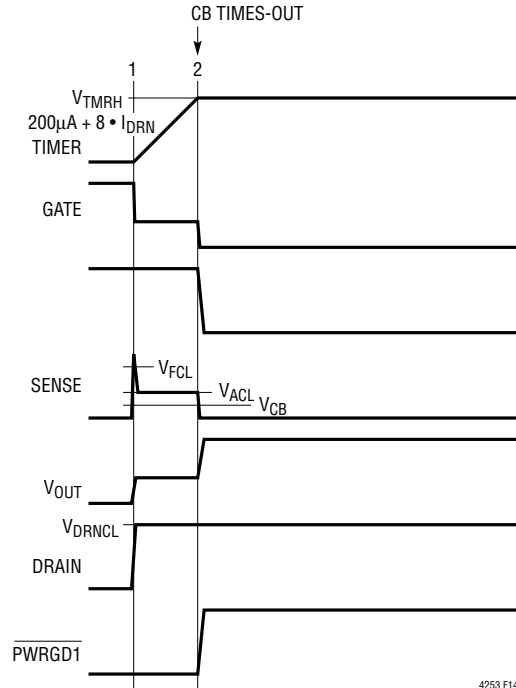 CB TIMES-OUT
1 2
VTMRH
200µA + 8 • IDRN
TIMER
GATE
VFCL
SENSE
VACL
VCB
VOUT
VDRNCL
DRAIN
PWRGD1
4253 F14